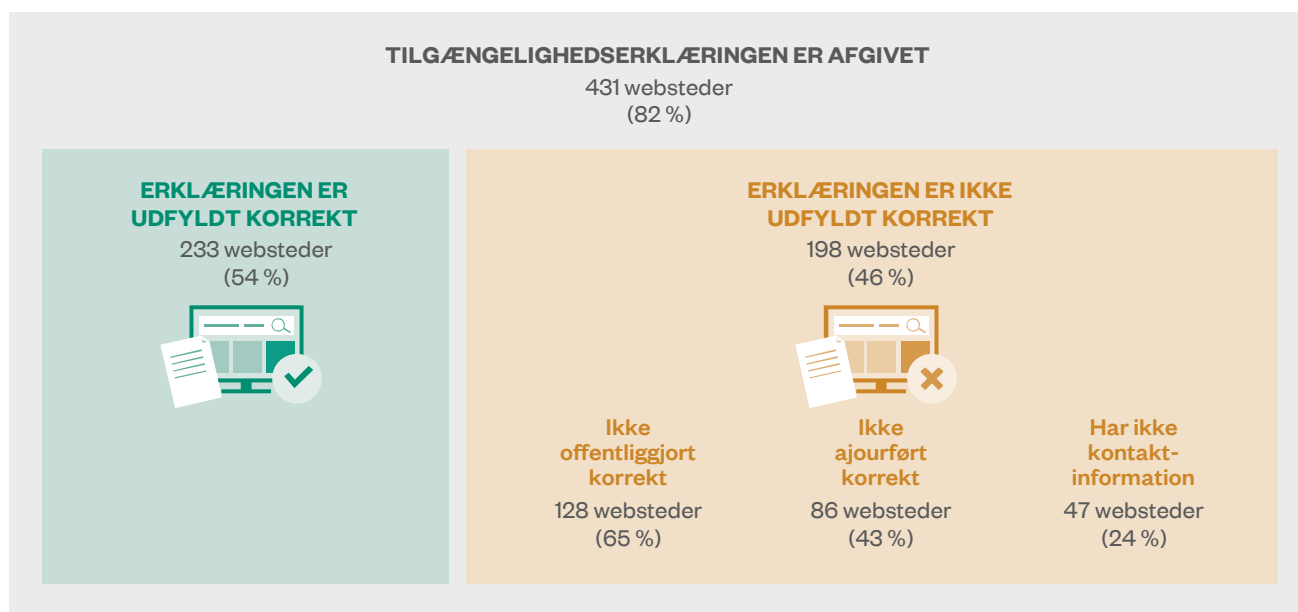 TILGÆNGELIGHEDSERKLÆRINGEN ER AFGIVET
431 websteder
(82 %)
ERKLÆRINGEN ER
UDFYLDT KORREKT
233 websteder
(54 %)
ERKLÆRINGEN ER IKKE
UDFYLDT KORREKT
198 websteder
(46 %)
Ikke
offentliggjort
korrekt
128 websteder
(65 %)
Ikke
ajourført
korrekt
86 websteder
(43 %)
Har ikke
kontakt-
information
47 websteder
(24 %)